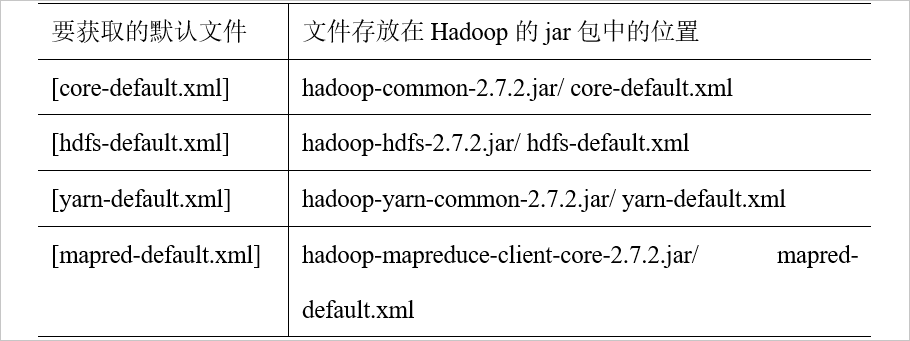 要获取的默认文件 文件存放在 Hadoop 的 jar 包中的位置
[core-default.xml] hadoop-common-2.7.2.jar/ core-default.xml
[hdfs-default.xml] hadoop-hdfs-2.7.2.jar/ hdfs-default.xml
[yarn-default.xml] hadoop-yarn-common-2.7.2.jar/ yarn-default.xml
[mapred-default.xml] hadoop-mapreduce-client-core-2.7.2.jar/ mapred-
default.xml